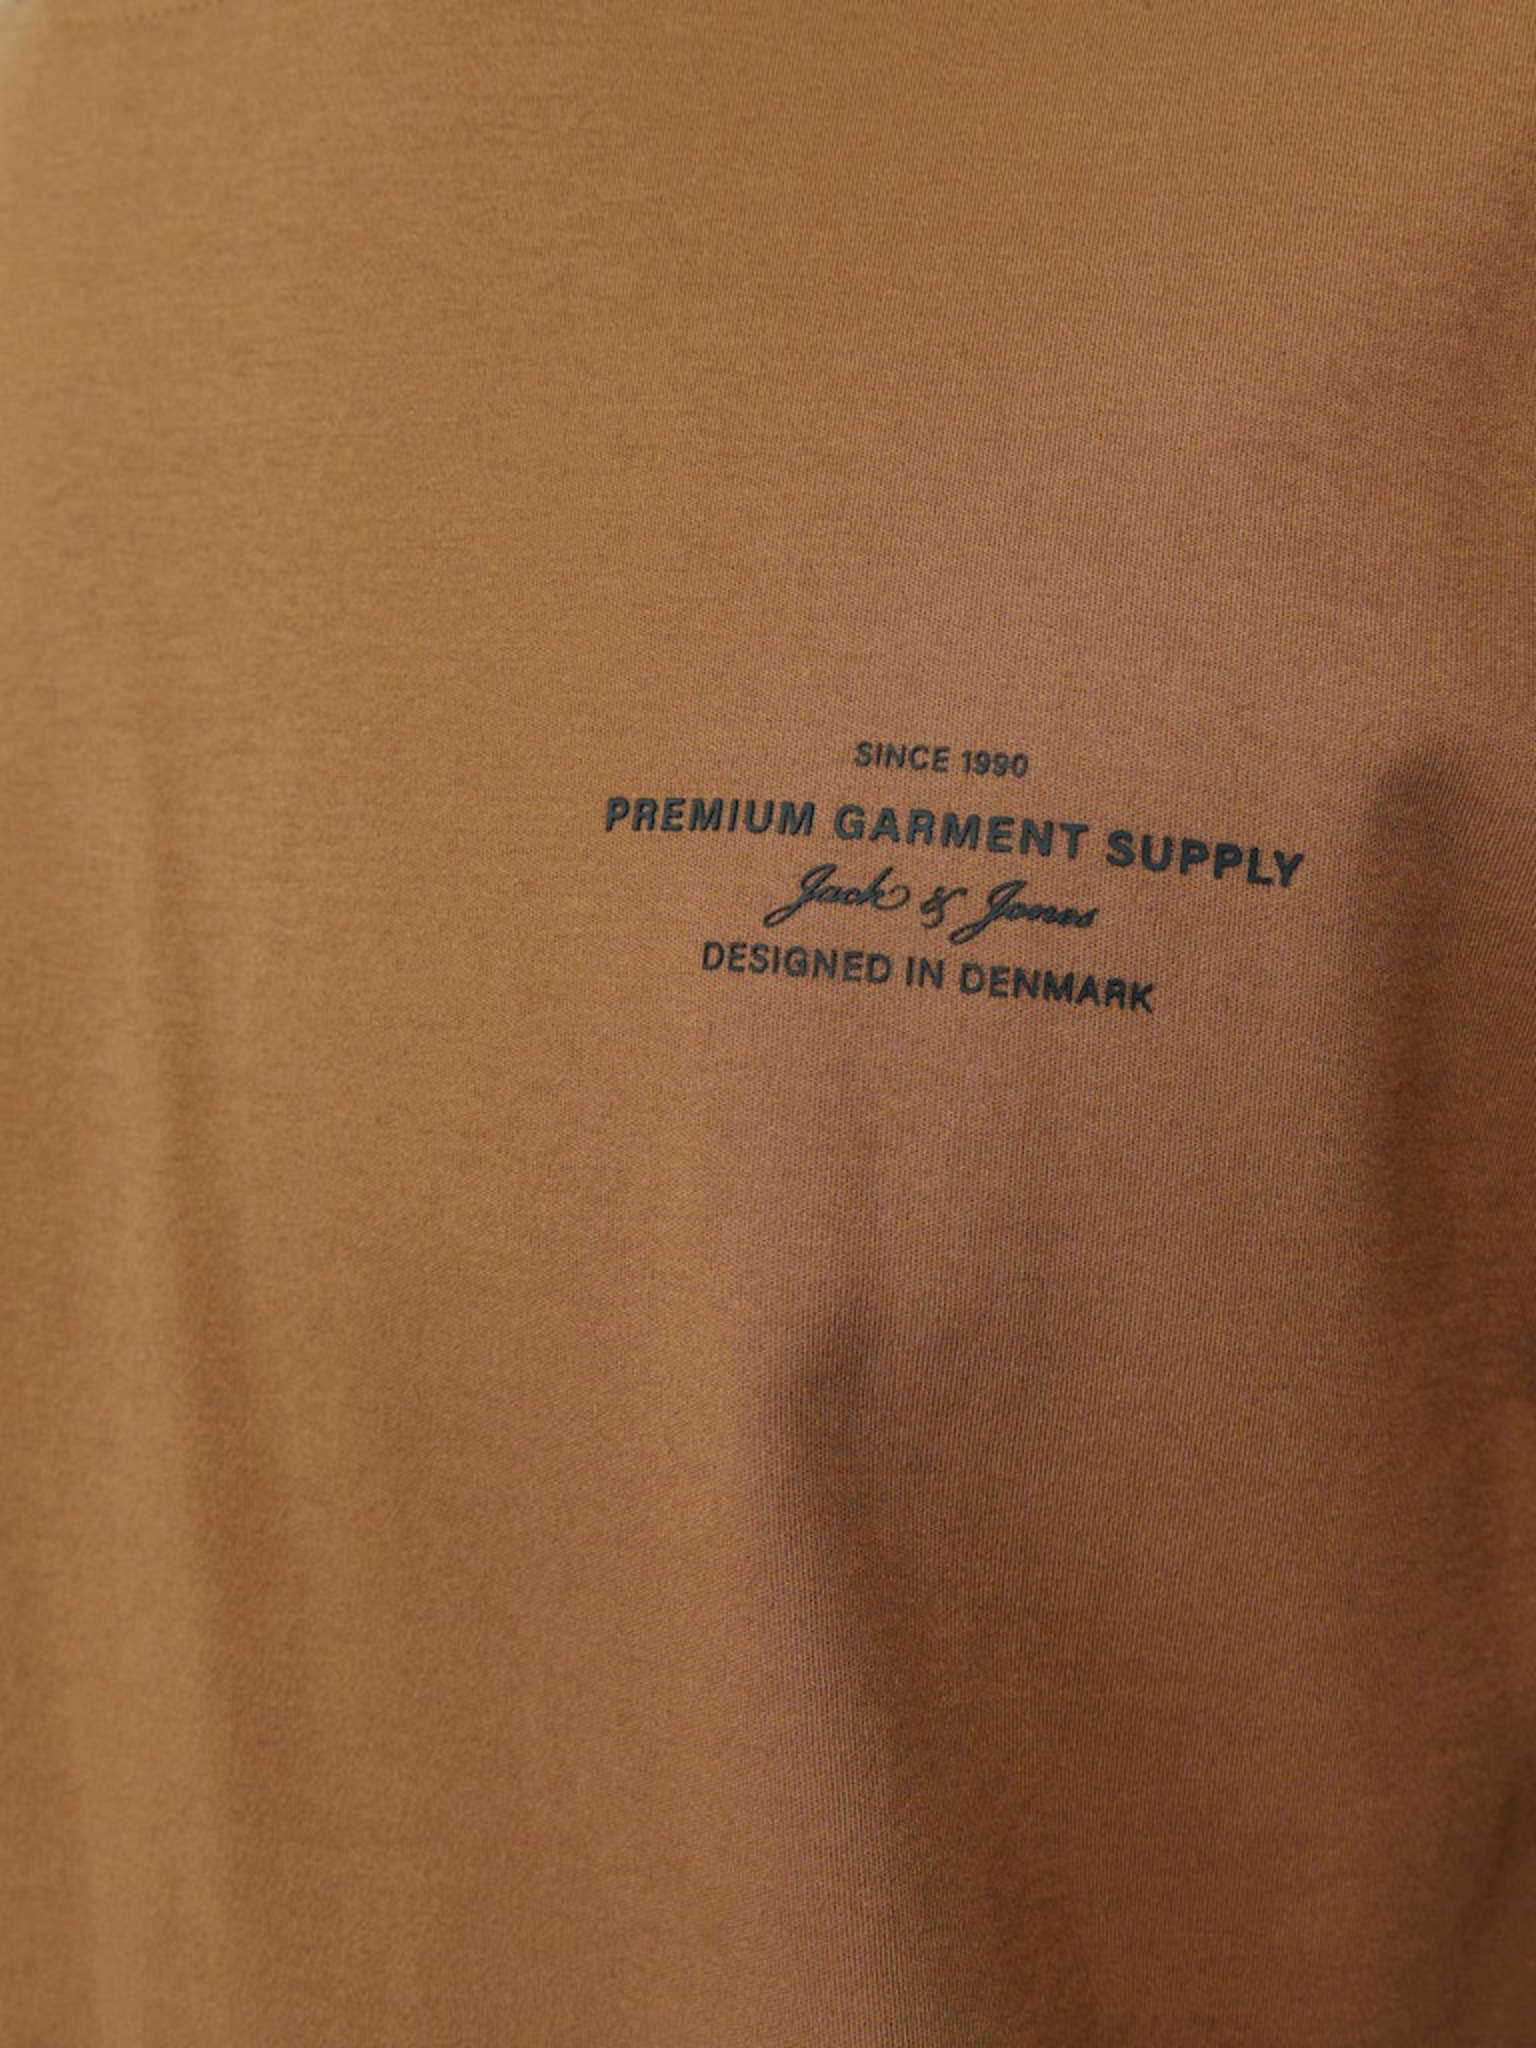 SINCE 1990
PREMIUM GARMENT SUPPLY
Jack & Jones
DESIGNED IN DENMARK